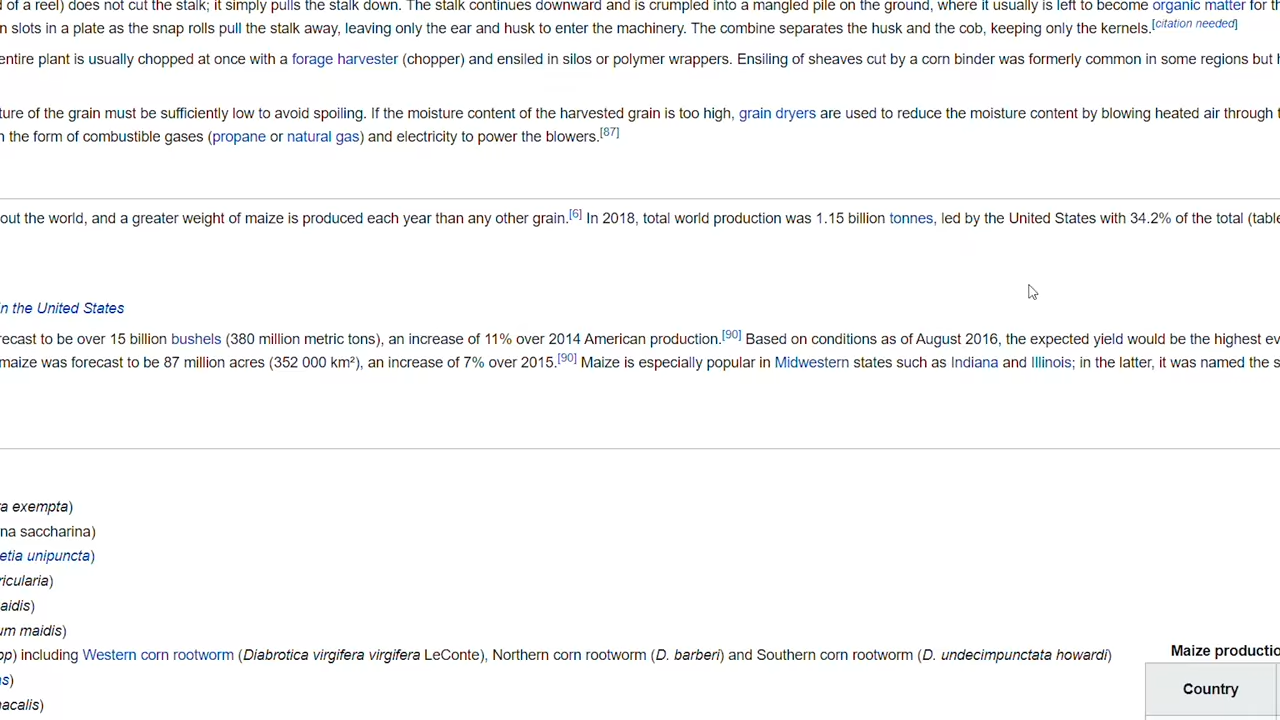 of a reel) does not cut the stalk; it simply pulls the stalk down. The stalk continues downward and is crumpled into a mangled pile on the ground, where it usually is left to become organic matter for
n slots in a plate as the snap rolls pull the stalk away, leaving only the ear and husk to enter the machinery. The combine separates the husk and the cob, keeping only the kernels.[citation needed]
entire plant is usually chopped at once with a forage harvester (chopper) and ensiled in silos or polymer wrappers. Ensiling of sheaves cut by a corn binder was formerly common in some regions but
ture of the grain must be sufficiently low to avoid spoiling. If the moisture content of the harvested grain is too high, grain dryers are used to reduce the moisture content by blowing heated air through
the form of combustible gases (propane or natural gas) and electricity to power the blowers.[87]
out the world, and a greater weight of maize is produced each year than any other grain.[6] In 2018, total world production was 1.15 billion tonnes, led by the United States with 34.2% of the total (table
in the United States
recast to be over 15 billion bushels (380 million metric tons), an increase of 11% over 2014 American production.[90] Based on conditions as of August 2016, the expected yield would be the highest ev
maize was forecast to be 87 million acres (352 000 km²), an increase of 7% over 2015.[90] Maize is especially popular in Midwestern states such as Indiana and Illinois; in the latter, it was named the s
a exempta)
na saccharina)
etia unipuncta)
ricularia)
aidis)
um maidis)
pp) including Western corn rootworm (Diabrotica virgifera virgifera LeConte), Northern corn rootworm (D. barberi) and Southern corn rootworm (D. undecimpunctata howardi)
Maize productio
s)
Country
acalis)